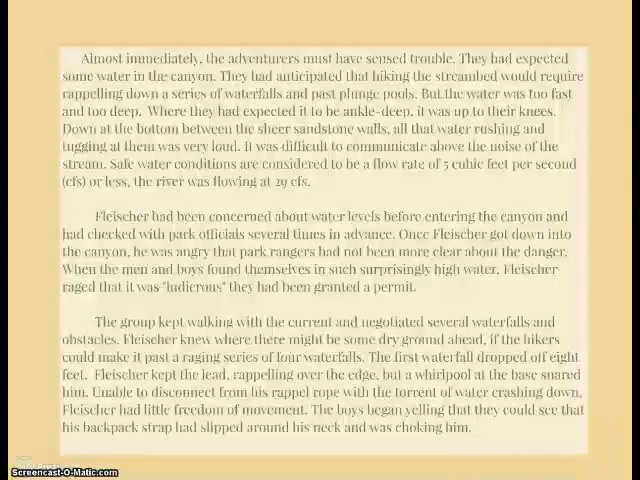 Almost immediately, the adventurers must have sensed trouble. They had expected
some water in the canyon. They had anticipated that hiking the streambed would require
rappelling down a series of waterfalls and past plunge pools. But the water was too fast
and too deep. Where they had expected it to be ankle-deep, it was up to their knees.
Down at the bottom between the sheer sandstone walls, all that water rushing and
tugging at them was very loud. It was difficult to communicate above the noise of the
stream. Safe water conditions are considered to be a flow rate of 5 cubic feet per second
(cfs) or less, the river was flowing at 29 cfs.
Fleischer had been concerned about water levels before entering the canyon and
had checked with park officials several times in advance. Once Fleischer got down into
the canyon, he was angry that park rangers had not been more clear about the danger.
When the men and boys found themselves in such surprisingly high water, Fleischer
raged that it was "ludicrous" they had been granted a permit.
The group kept walking with the current and negotiated several waterfalls and
obstacles. Fleischer knew where there might be some dry ground ahead, if the hikers
could make it past a raging series of four waterfalls. The first waterfall dropped off eight
feet. Fleischer kept the lead, rappelling over the edge, but a whirlpool at the base snared
him. Unable to disconnect from his rappel rope with the torrent of water crashing down,
Fleischer had little freedom of movement. The boys began yelling that they could see that
his backpack strap had slipped around his neck and was choking him.
Screencast-O-Matic.com